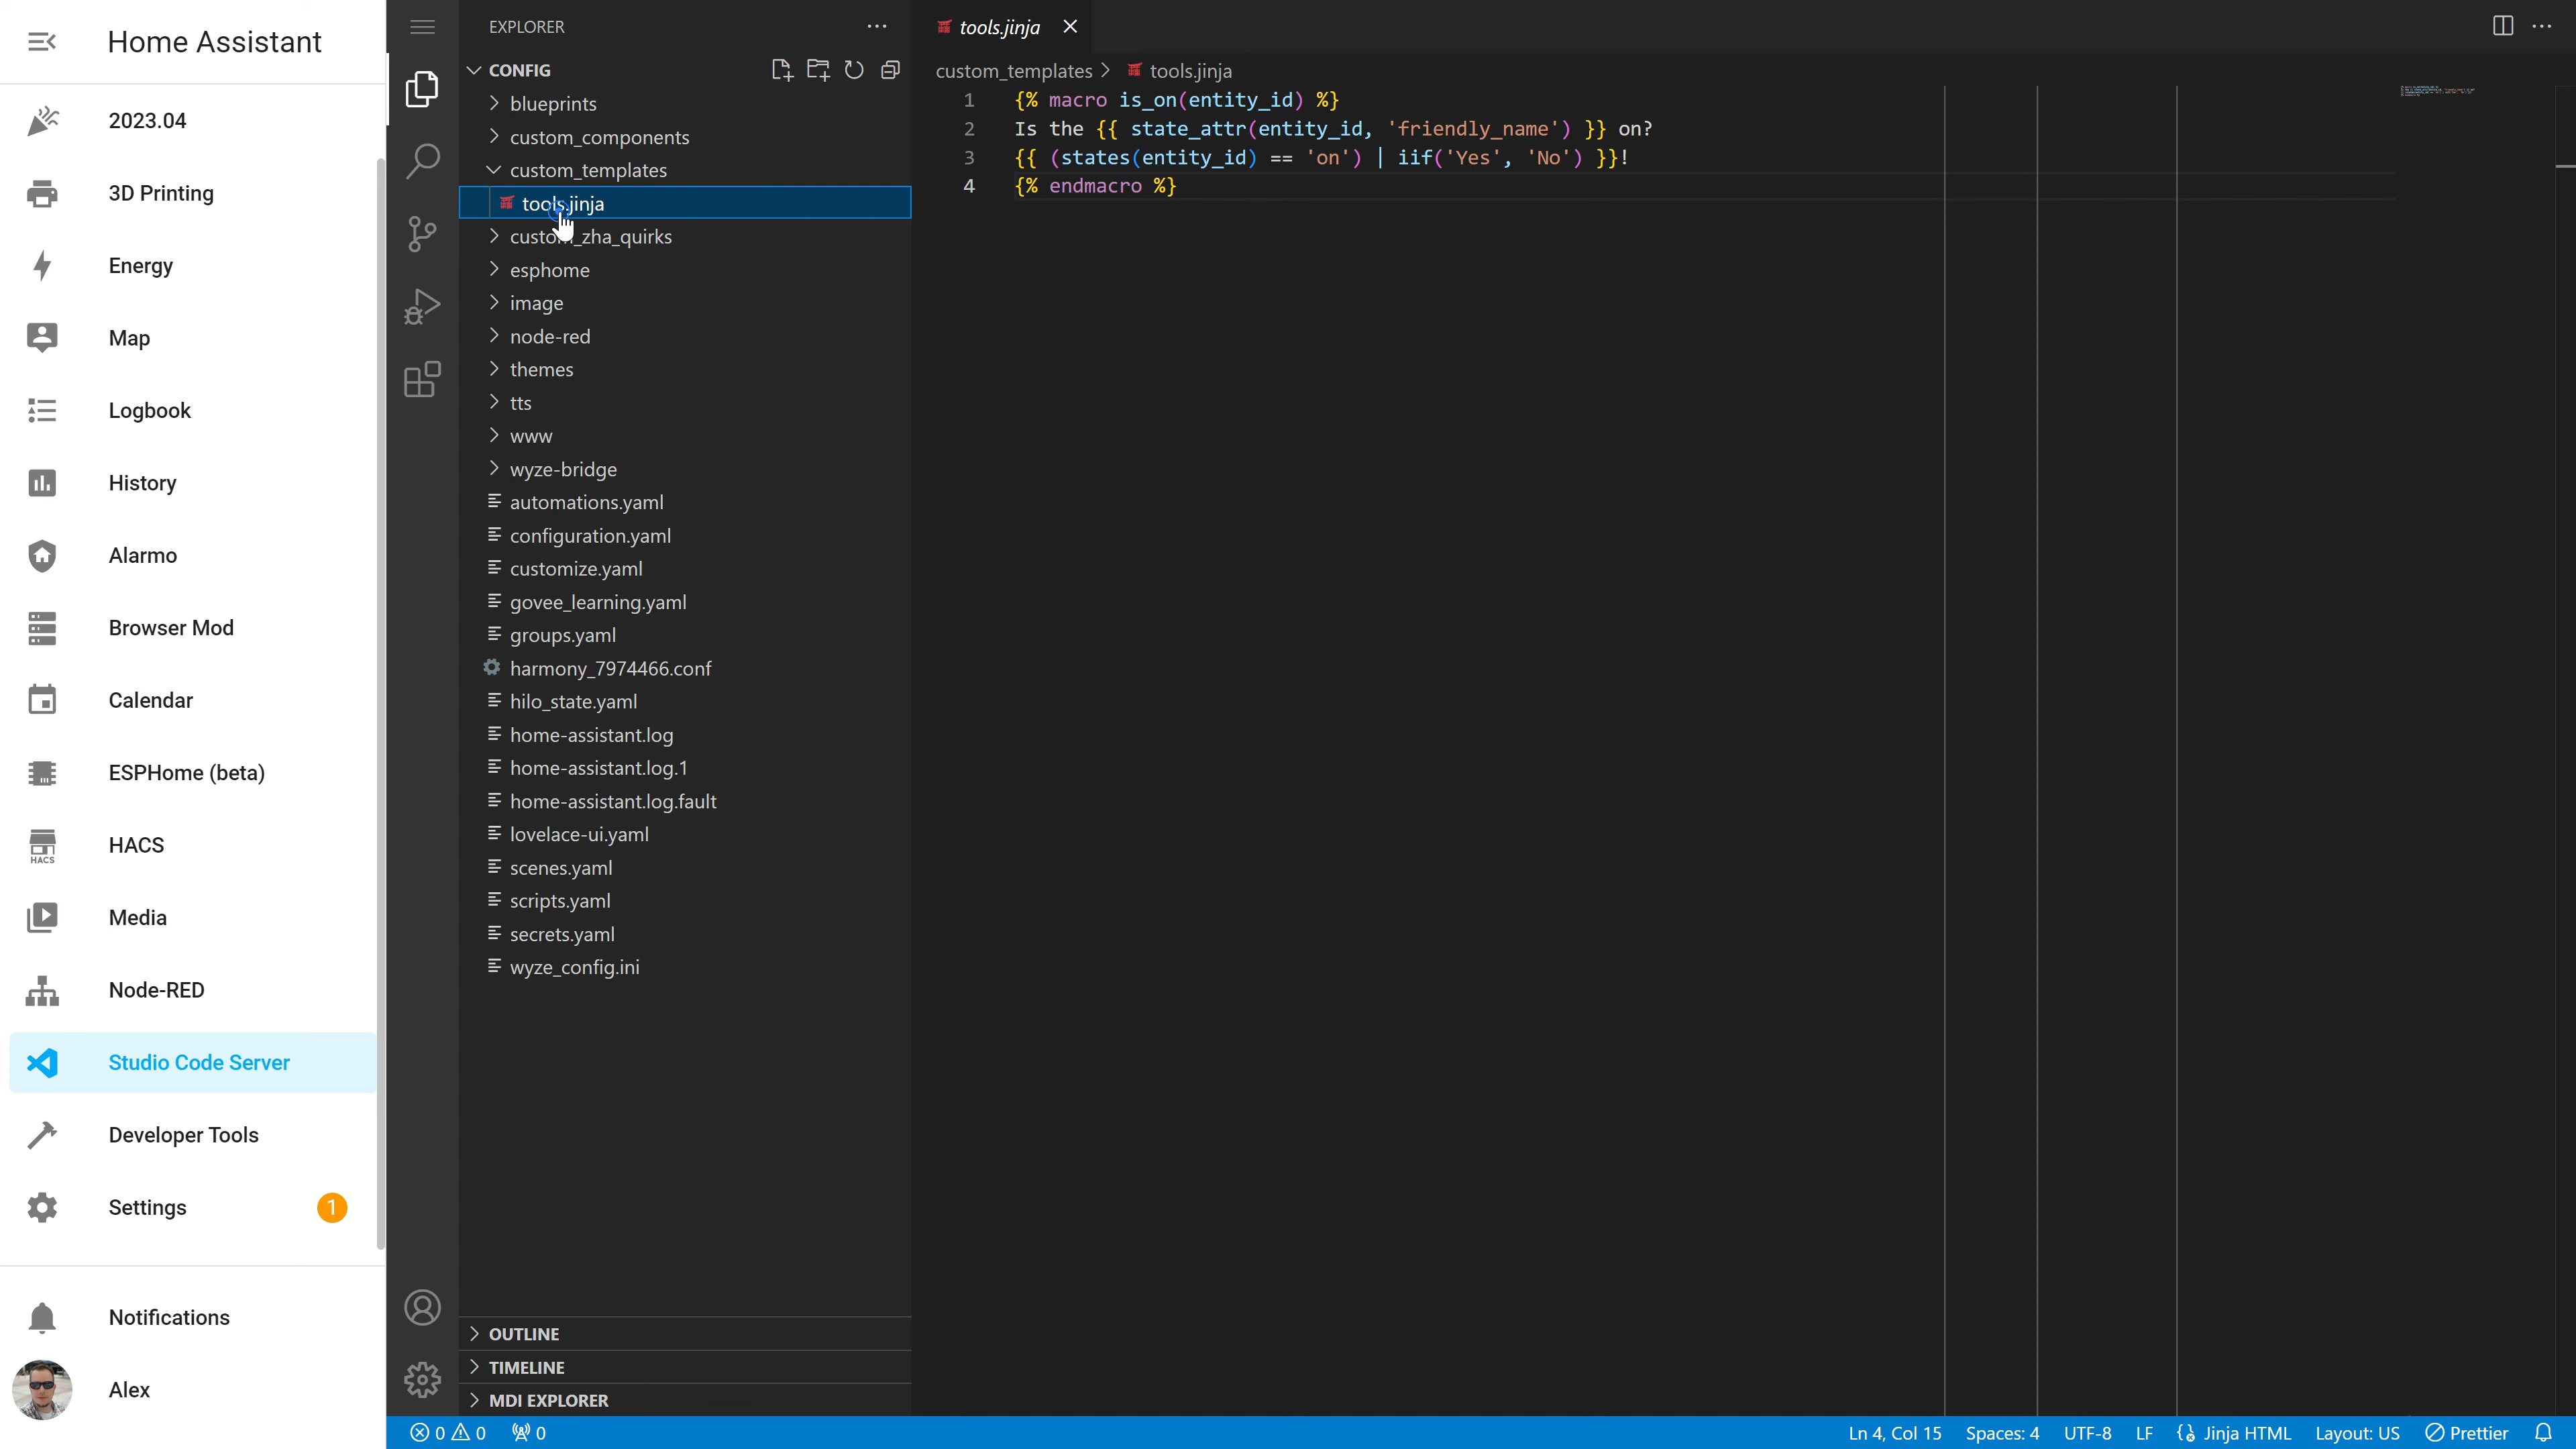 Home Assistant
2023.04
3D Printing
Energy
Map
Logbook
History
Alarmo
Browser Mod
Calendar
ESPHome (beta)
HACS
HACS
Media
Node-RED
Studio Code Server
Developer Tools
Settings
1
Notifications
Alex
EXPLORER
CONFIG
blueprints
custom_components
custom_templates
tools.jinja
custom_zha_quirks
esphome
image
node-red
themes
tts
www
wyze-bridge
automations.yaml
configuration.yaml
customize.yaml
govee_learning.yaml
groups.yaml
harmony_7974466.conf
hilo_state.yaml
home-assistant.log
home-assistant.log.1
home-assistant.log.fault
lovelace-ui.yaml
scenes.yaml
scripts.yaml
secrets.yaml
wyze_config.ini
OUTLINE
TIMELINE
MDI EXPLORER
tools.jinja
custom_templates > tools.jinja
1 {% macro is_on(entity_id) %}
2 Is the {{ state_attr(entity_id, 'friendly_name') }} on?
3 {{ (states(entity_id) == 'on') | iif('Yes', 'No') }}!
4 {% endmacro %}
0 0 0
Ln 4, Col 15 Spaces: 4 UTF-8 LF Jinja HTML Layout: US Prettier